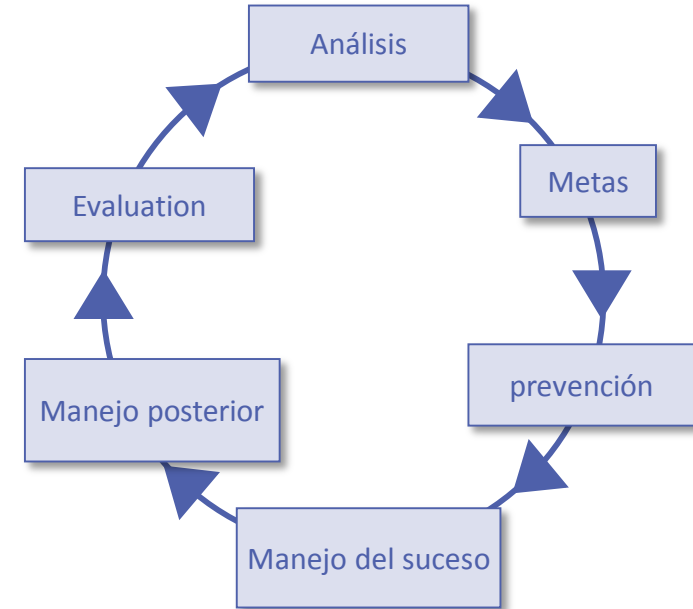 Análisis
Metas
prevención
Manejo del suceso
Manejo posterior
Evaluation